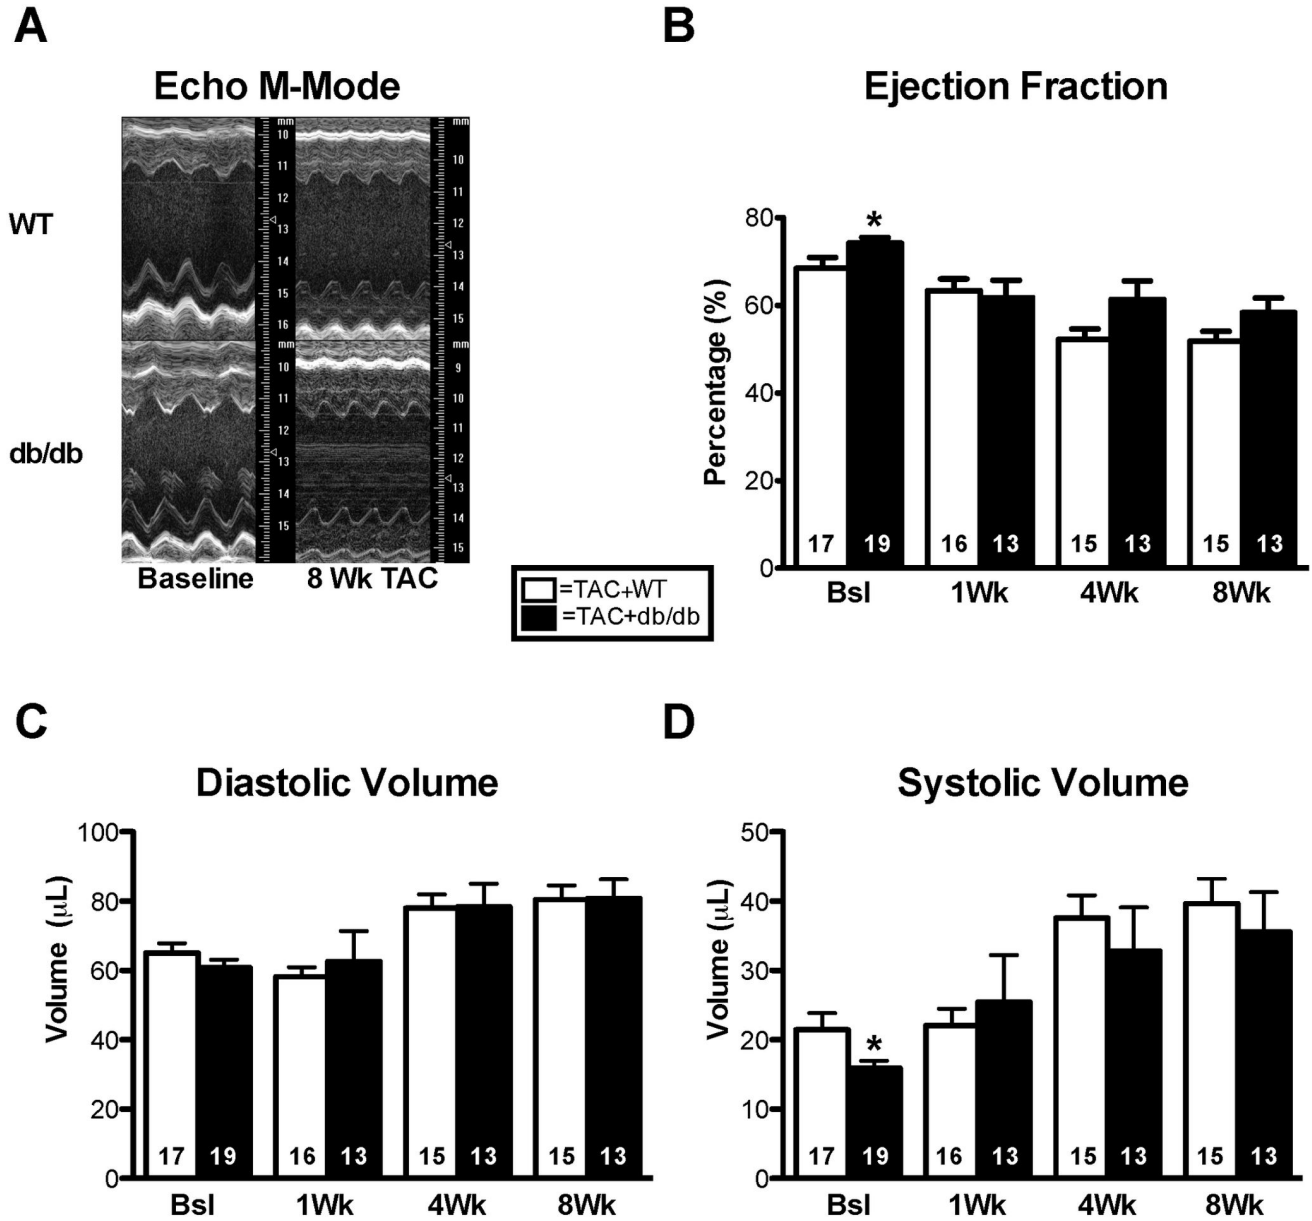 A
Echo M-Mode
WT
db/db
mm
10
11
12
13
14
15
16
mm
10
11
12
13
14
15
mm
10
11
12
13
14
15
mm
9
10
11
12
13
14
15
Baseline
8 Wk TAC
=TAC+WT
=TAC+db/db
B
Ejection Fraction
Percentage (%)
80
60
40
20
0
*
17 19 16 13 15 13 15 13
Bsl 1Wk 4Wk 8Wk
C
Diastolic Volume
Volume (μL)
100
80
60
40
20
0
17 19 16 13 15 13 15 13
Bsl 1Wk 4Wk 8Wk
D
Systolic Volume
Volume (μL)
50
40
30
20
10
0
*
17 19 16 13 15 13 15 13
Bsl 1Wk 4Wk 8Wk